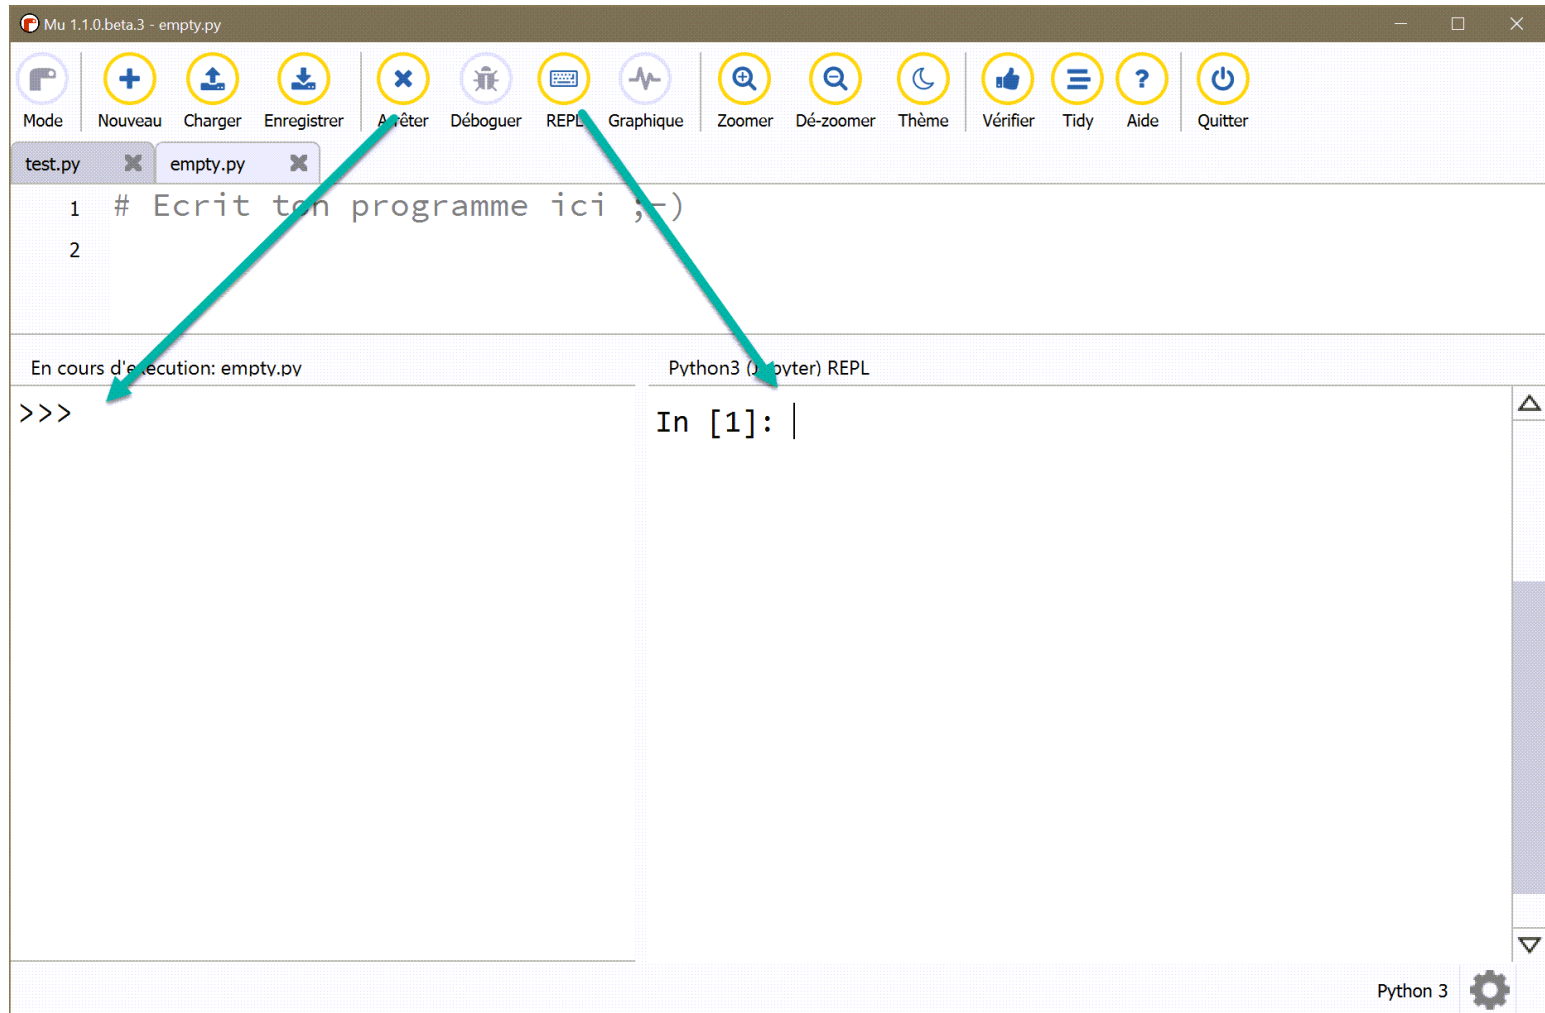 Mu 1.1.0.beta.3 - empty.py
Mode Nouveau Charger Enregistrer Arrêter Déboguer REPL Graphique Zoomer Dé-zoomer Thème Vérifier Tidy Aide Quitter
test.py empty.py
1 # Ecrit ton programme ici ;-)
2
En cours d'exécution: empty.py
Python3 (Jupyter) REPL
>>>
In [1]:
Python 3